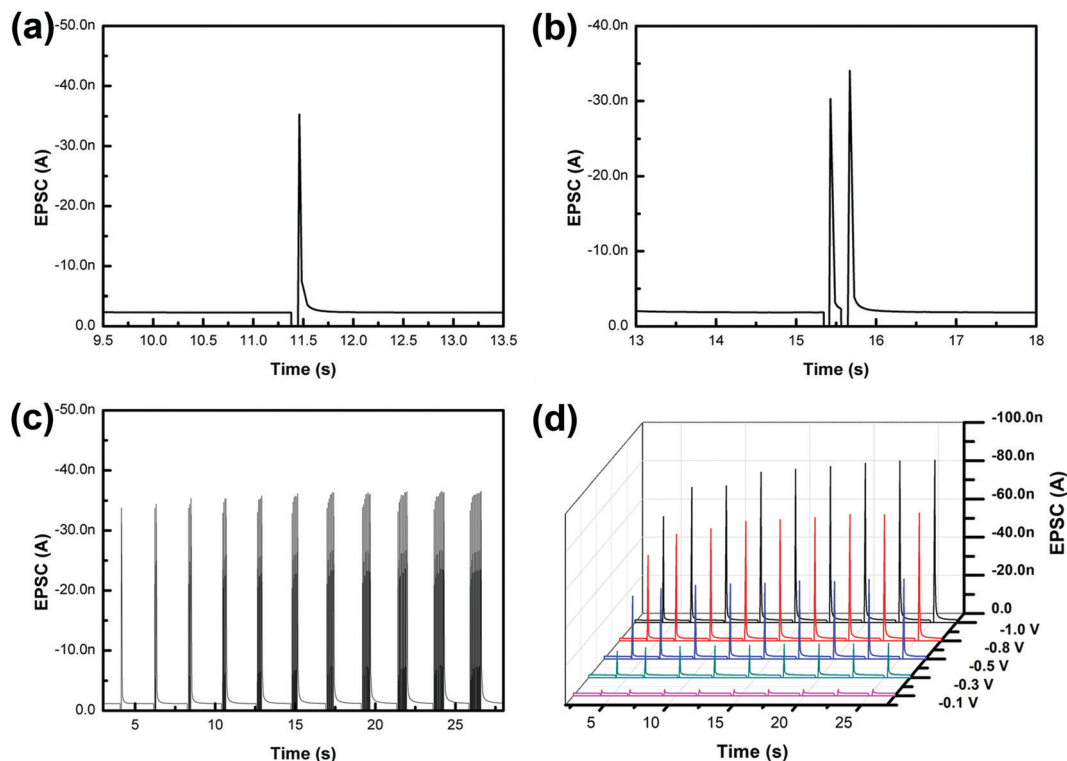 (a)
-50.0n
-40.0n
-30.0n
-20.0n
-10.0n
0.0
EPSC (A)
9.5 10.0 10.5 11.0 11.5 12.0 12.5 13.0 13.5
Time (s)
(b)
-40.0n
-30.0n
-20.0n
-10.0n
0.0
EPSC (A)
13 14 15 16 17 18
Time (s)
(c)
-50.0n
-40.0n
-30.0n
-20.0n
-10.0n
0.0
EPSC (A)
5 10 15 20 25
Time (s)
(d)
-100.0n
-80.0n
-60.0n
-40.0n
-20.0n
0.0
EPSC (A)
-1.0 V
-0.8 V
-0.5 V
-0.3 V
-0.1 V
5 10 15 20 25
Time (s)